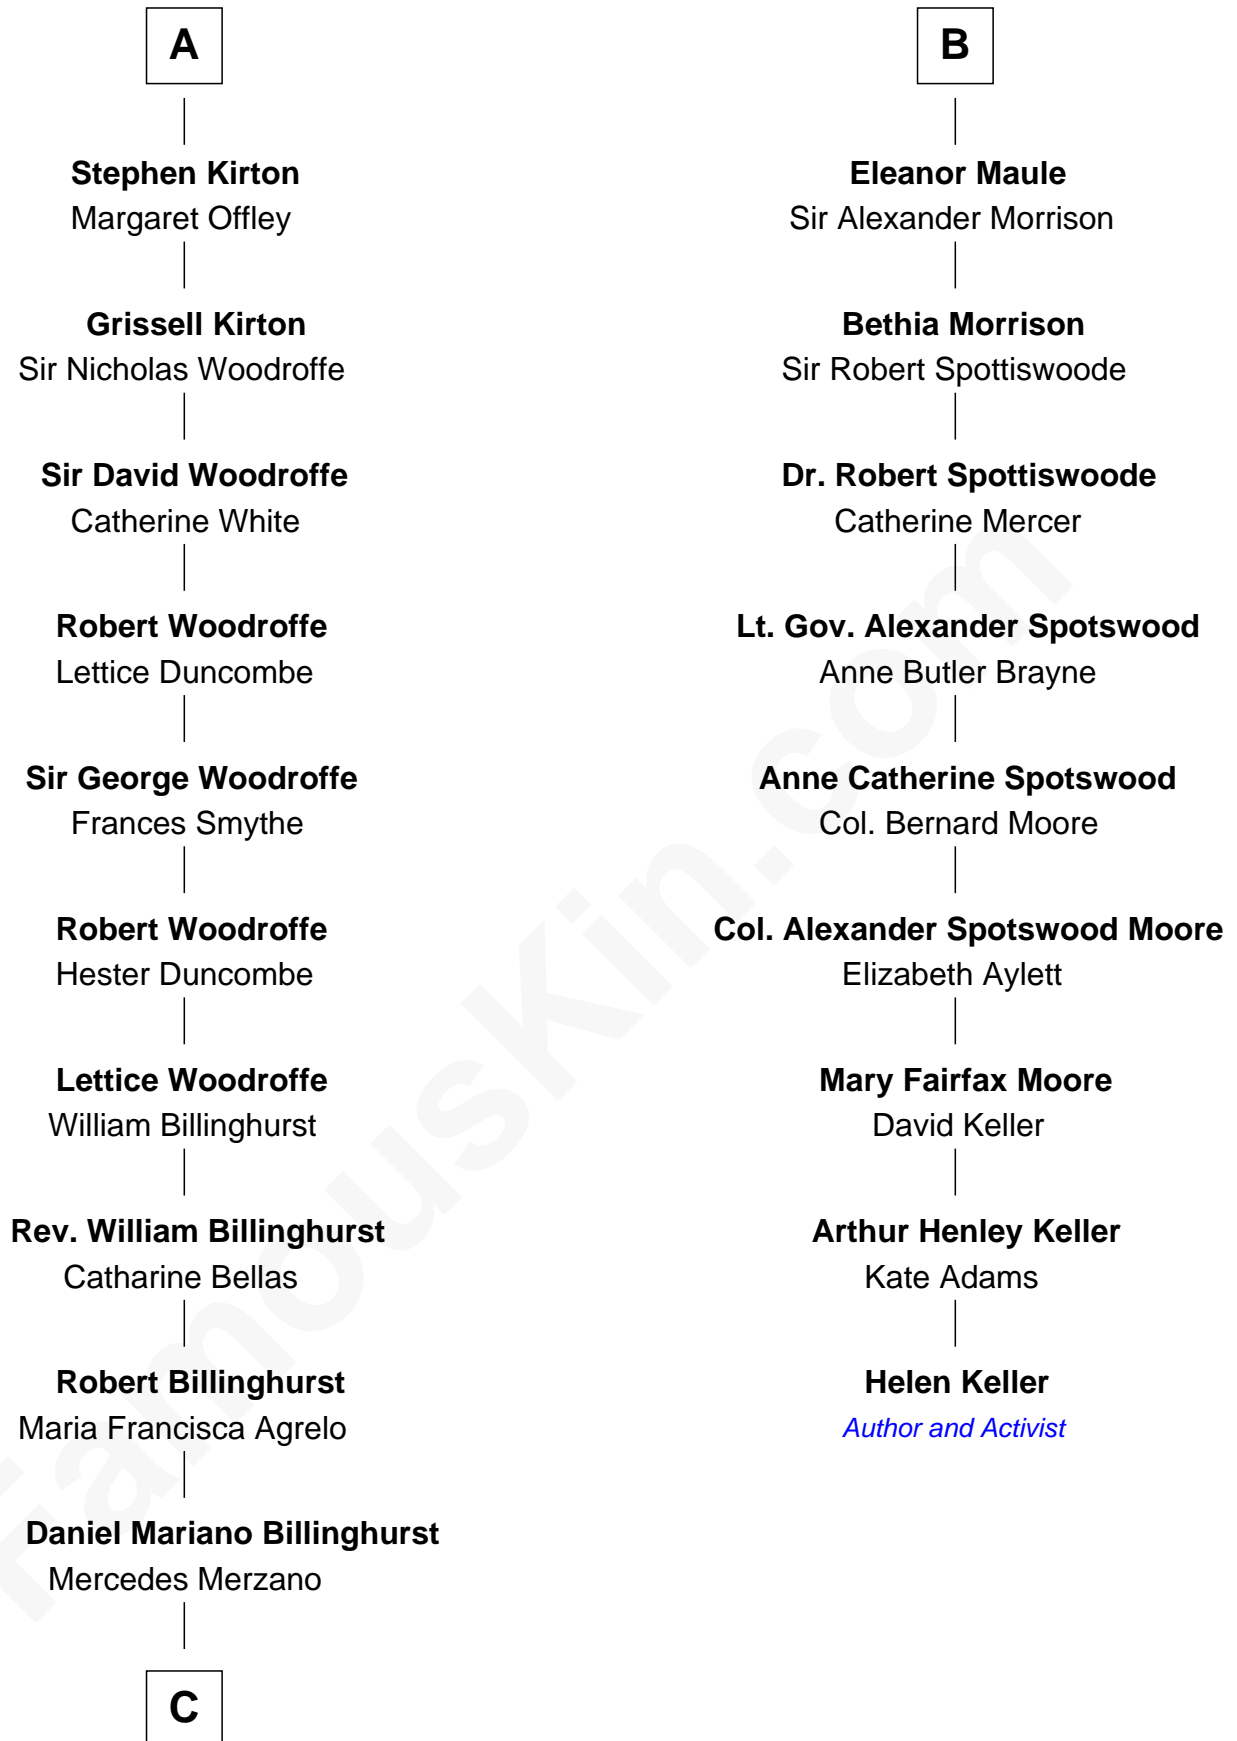 A
Stephen Kirton
Margaret Offley
Grissell Kirton
Sir Nicholas Woodroffe
Sir David Woodroffe
Catherine White
Robert Woodroffe
Lettice Duncombe
Sir George Woodroffe
Frances Smythe
Robert Woodroffe
Hester Duncombe
Lettice Woodroffe
William Billinghurst
Rev. William Billinghurst
Catharine Bellas
Robert Billinghurst
Maria Francisca Agrelo
Daniel Mariano Billinghurst
Mercedes Merzano
C
B
Eleanor Maule
Sir Alexander Morrison
Bethia Morrison
Sir Robert Spottiswoode
Dr. Robert Spottiswoode
Catherine Mercer
Lt. Gov. Alexander Spotswood
Anne Butler Brayne
Anne Catherine Spotswood
Col. Bernard Moore
Col. Alexander Spotswood Moore
Elizabeth Aylett
Mary Fairfax Moore
David Keller
Arthur Henley Keller
Kate Adams
Helen Keller
Author and Activist
FamousKin.com